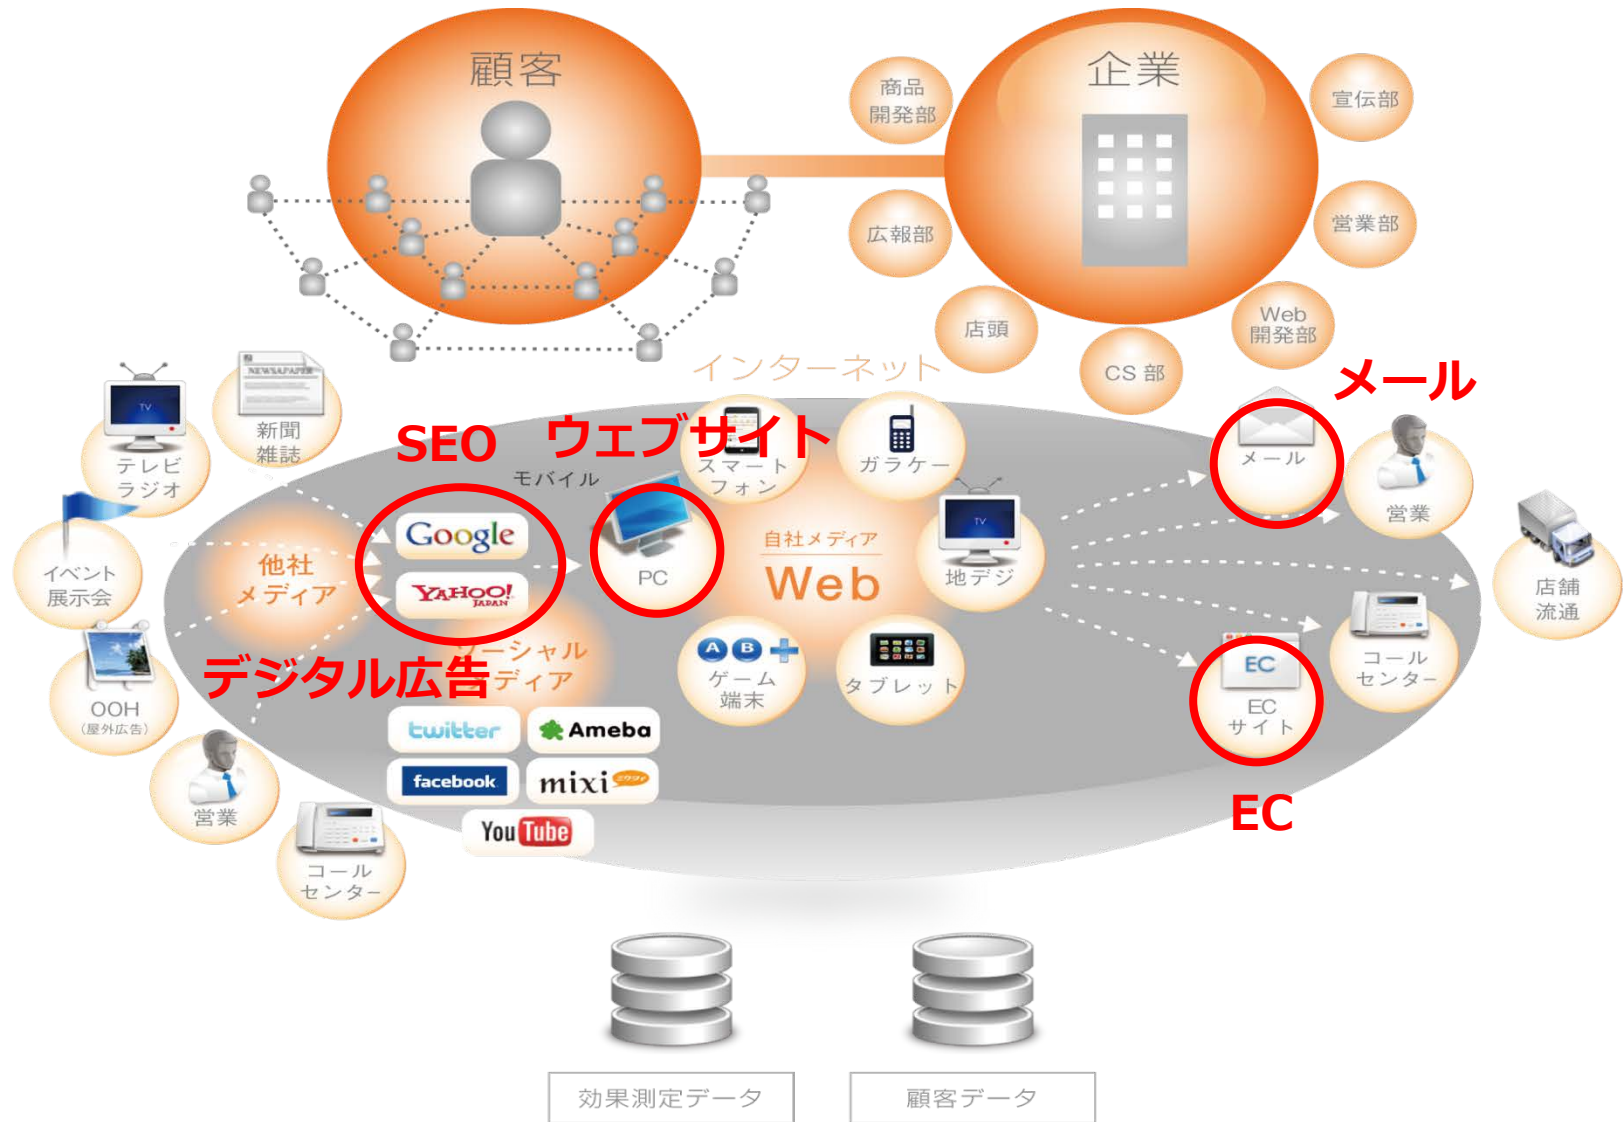 顧客
企業
商品
開発部
宣伝部
広報部
営業部
店頭
Web
開発部
CS 部
インターネット
メール
NEWSAPAPER
新聞
雑誌
TV
テレビ
ラジオ
SEO
ウェブサイト
モバイル
スマート
フォン
ガラケー
メール
営業
Google
YAHOO!
JAPAN
PC
自社メディア
Web
TV
地デジ
イベント
展示会
他社
メディア
店舗
流通
ソーシャル
メディア
デジタル広告
OOH
(屋外広告)
A B
ゲーム
端末
タブレット
EC
EC
サイト
コール
センター
twitter
Ameba
facebook
mixi
YouTube
営業
EC
コール
センター
効果測定データ
顧客データ